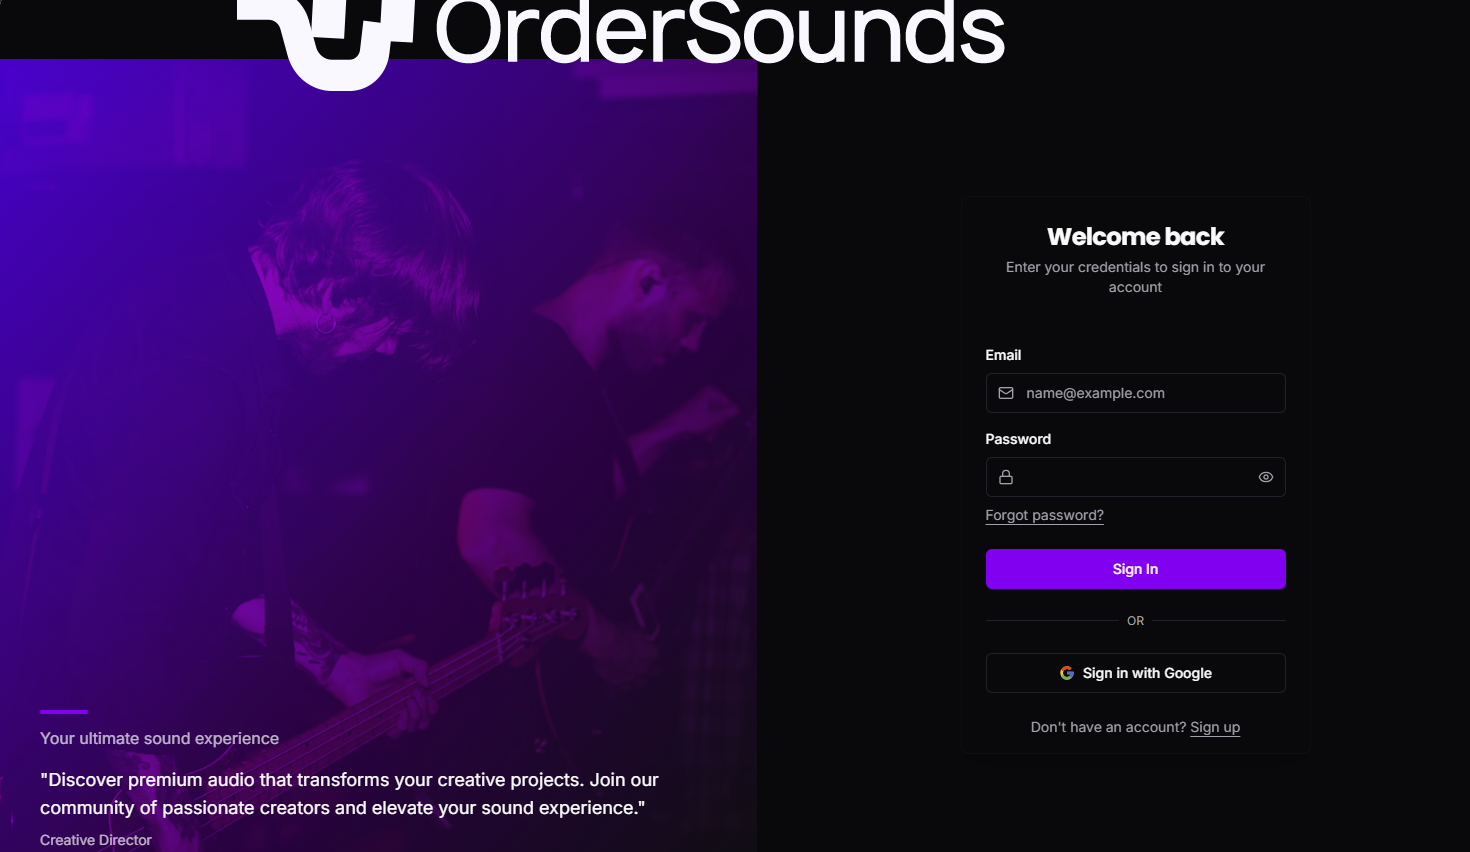 OrderSounds
Welcome back
Enter your credentials to sign in to your
account
Email
name@example.com
Password
Forgot password?
Sign In
OR
Sign in with Google
Don't have an account? Sign up
Your ultimate sound experience
"Discover premium audio that transforms your creative projects. Join our
community of passionate creators and elevate your sound experience."
Creative Director